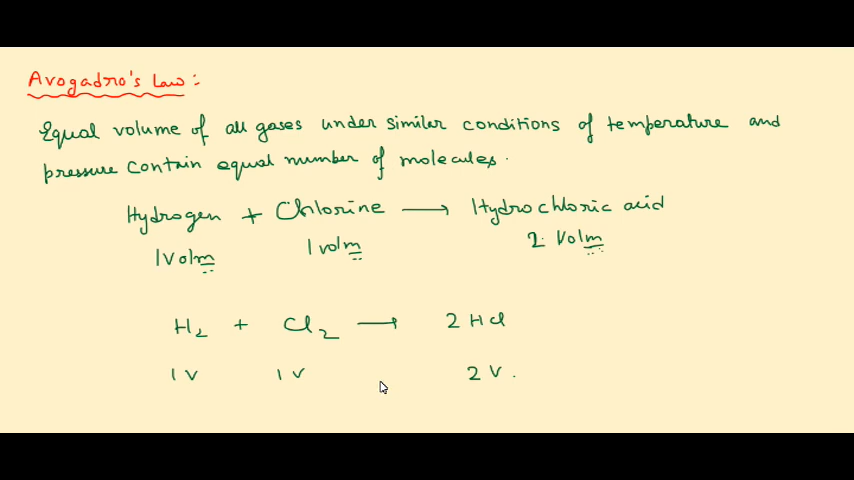 Avogadro's Law:
Equal volume of all gases under similar conditions of temperature and
pressure contain equal number of molecules.
Hydrogen + Chlorine → Hydrochloric acid
1 Volm 1 volm 2 Volm
H₂ + Cl₂ → 2 HCl
1 V 1 V 2 V.